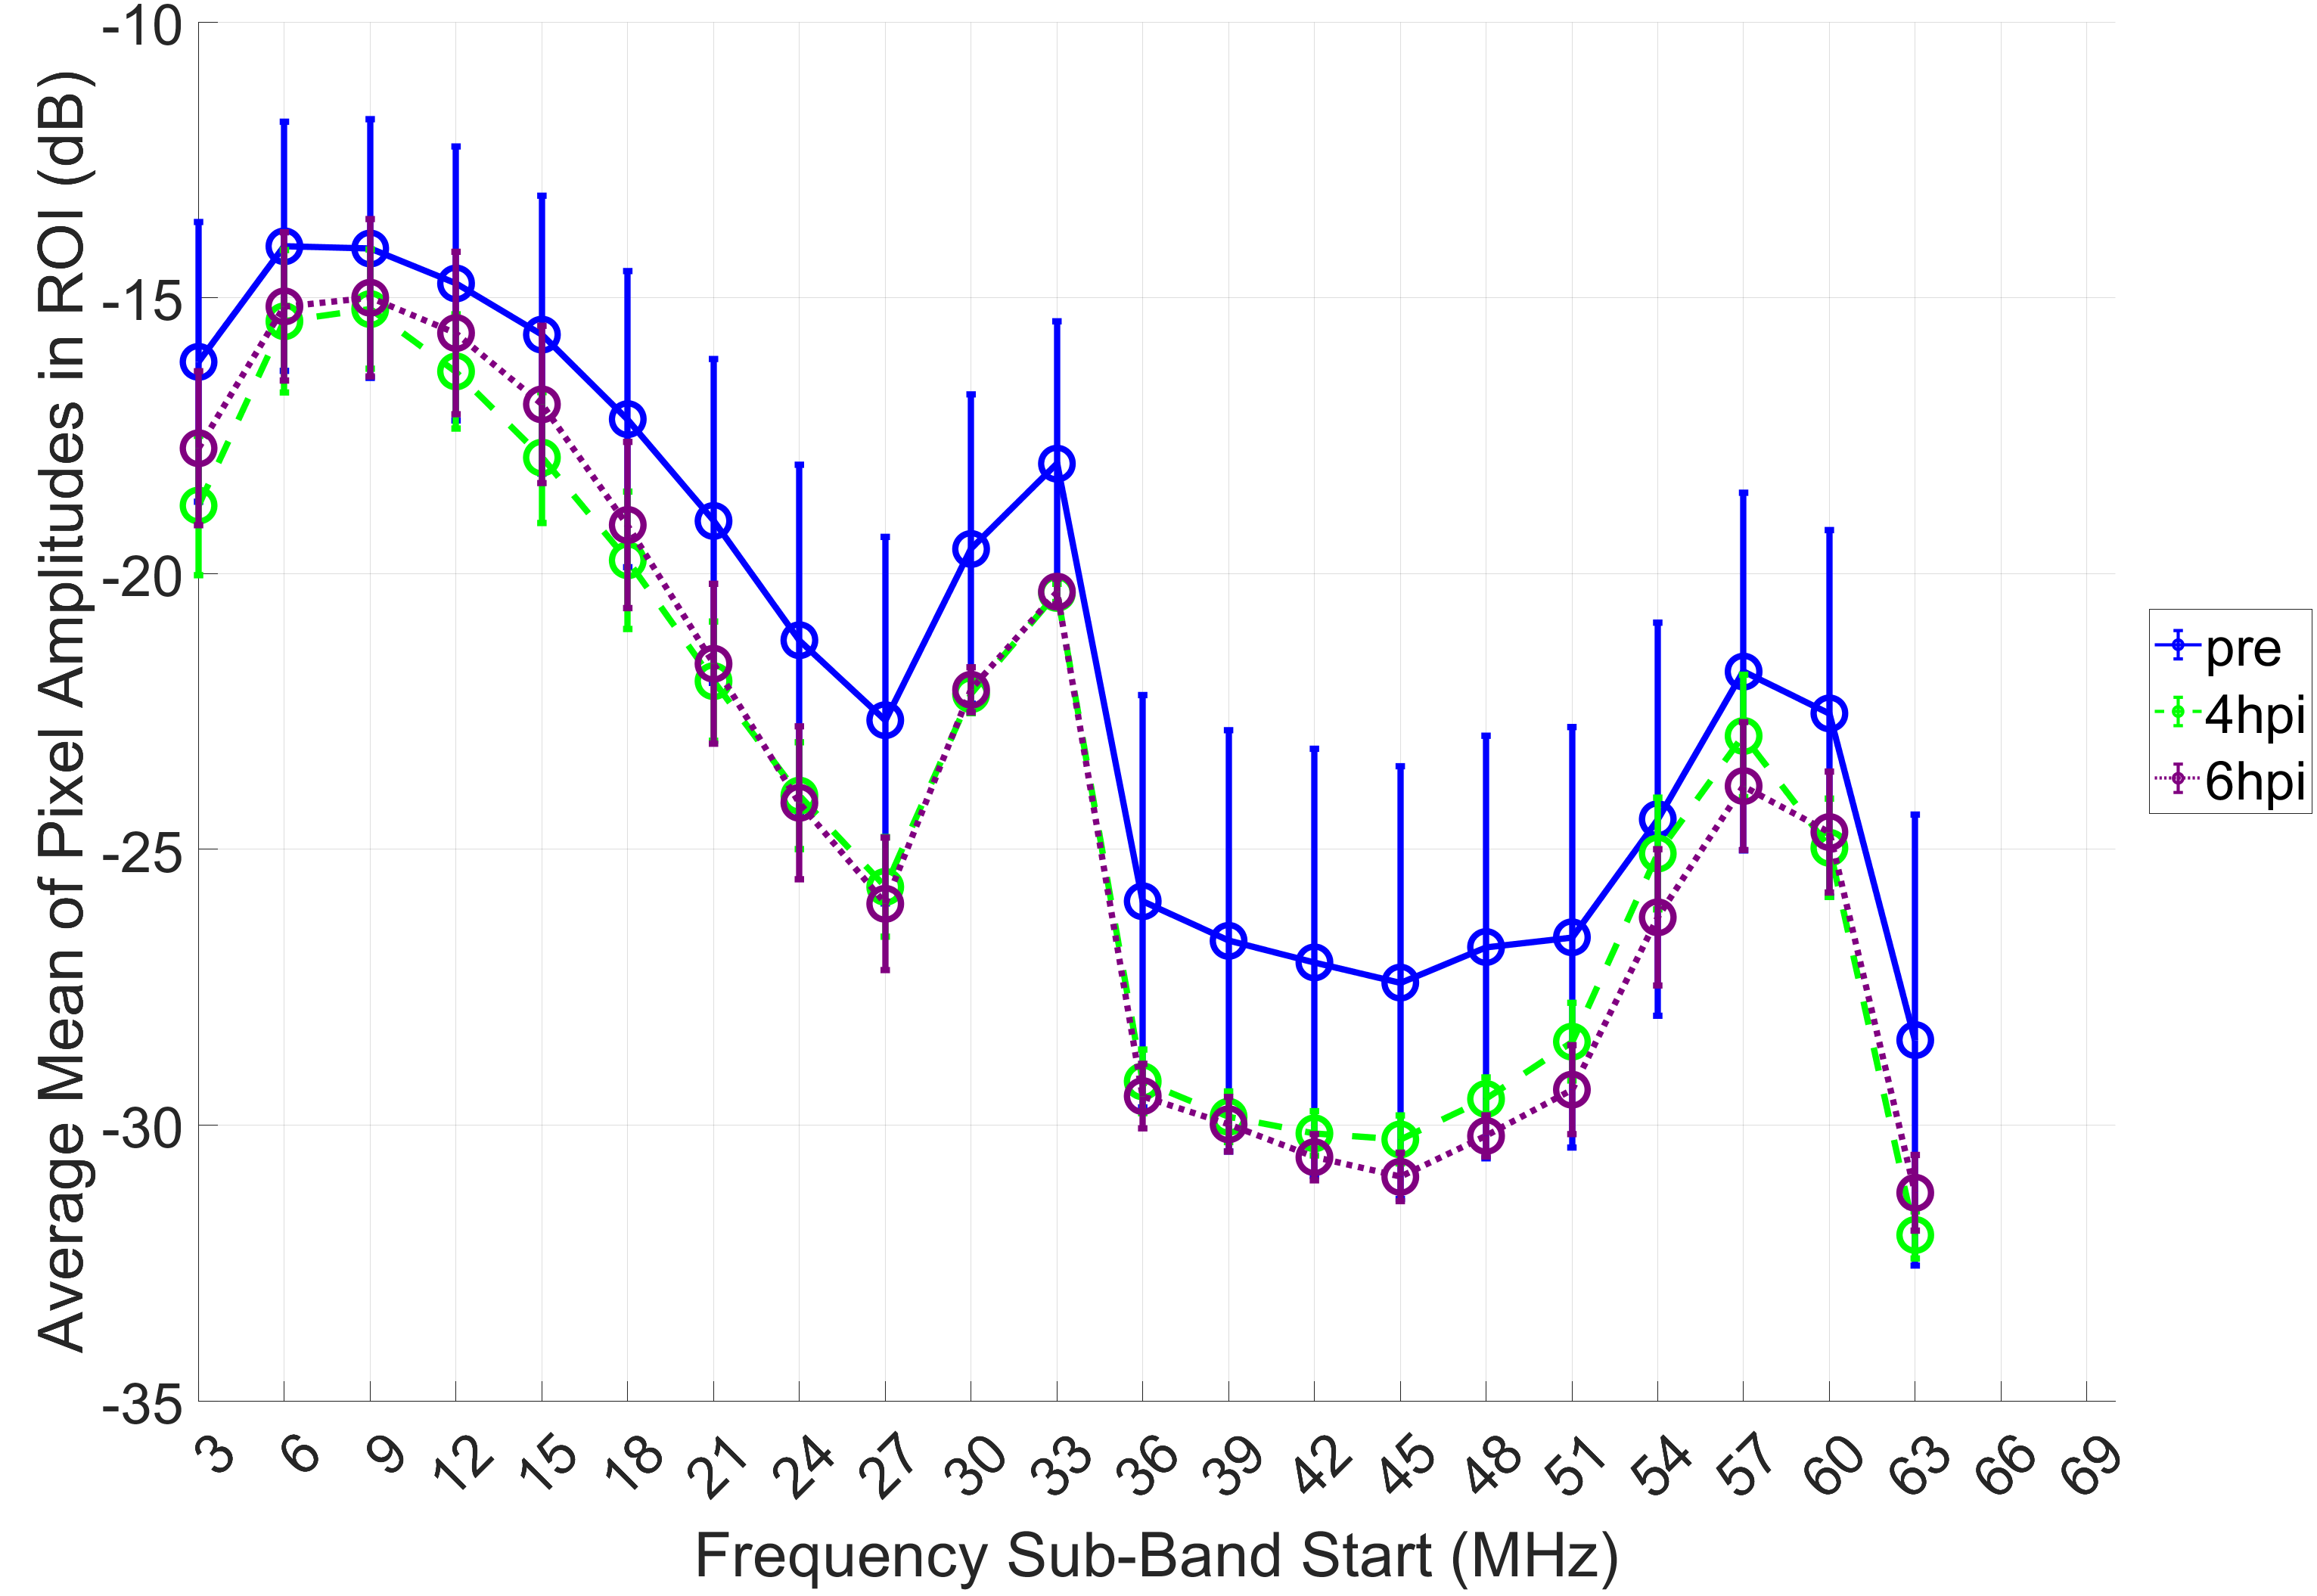 Average Mean of Pixel Amplitudes in ROI (dB)
-10
-15
-20
-25
-30
-35
3 6 9 12 15 18 21 24 27 30 33 36 39 42 45 48 51 54 57 60 63 66 69
Frequency Sub-Band Start (MHz)
pre
4hpi
6hpi